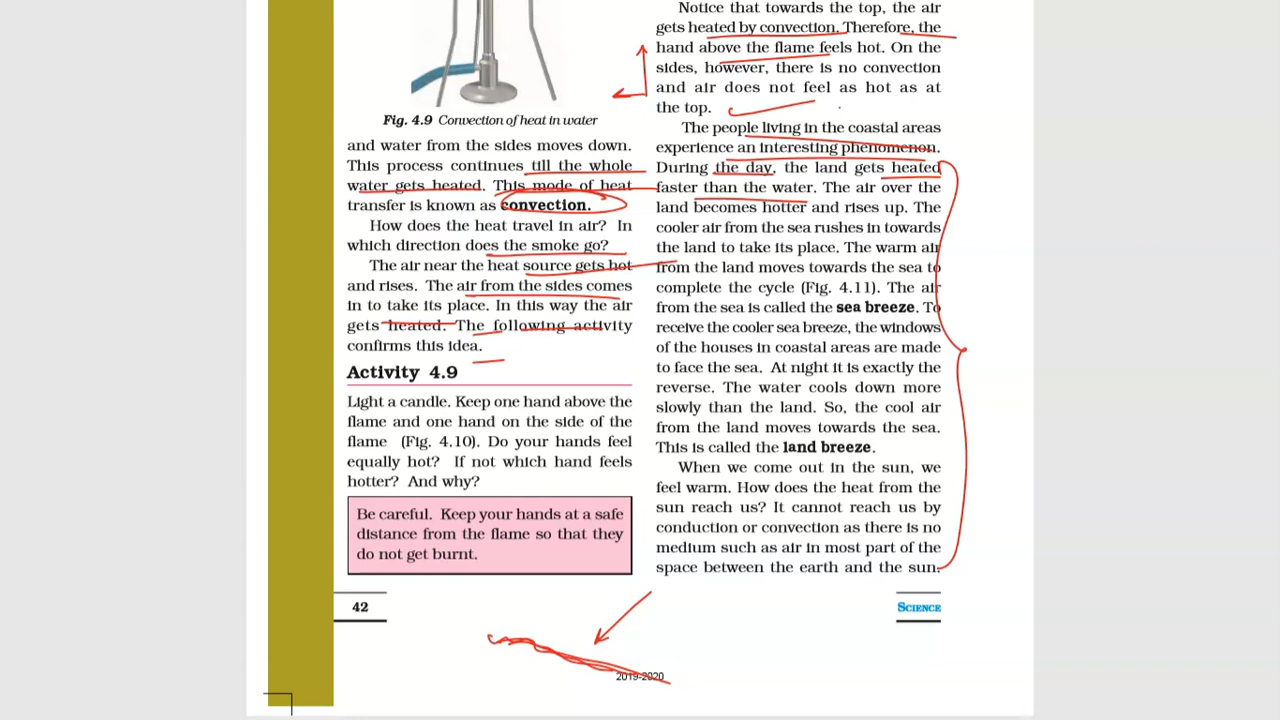 Fig. 4.9 Convection of heat in water
and water from the sides moves down.
This process continues till the whole
water gets heated. This mode of heat
transfer is known as convection.
How does the heat travel in air? In
which direction does the smoke go?
The air near the heat source gets hot
and rises. The air from the sides comes
in to take its place. In this way the air
gets heated. The following activity
confirms this idea.
Activity 4.9
Light a candle. Keep one hand above the
flame and one hand on the side of the
flame (Fig. 4.10). Do your hands feel
equally hot? If not which hand feels
hotter? And why?
Be careful. Keep your hands at a safe
distance from the flame so that they
do not get burnt.
Notice that towards the top, the air
gets heated by convection. Therefore, the
hand above the flame feels hot. On the
sides, however, there is no convection
and air does not feel as hot as at
the top.
The people living in the coastal areas
experience an interesting phenomenon.
During the day, the land gets heated
faster than the water. The air over the
land becomes hotter and rises up. The
cooler air from the sea rushes in towards
the land to take its place. The warm air
from the land moves towards the sea to
complete the cycle (Fig. 4.11). The air
from the sea is called the sea breeze. To
receive the cooler sea breeze, the windows
of the houses in coastal areas are made
to face the sea. At night it is exactly the
reverse. The water cools down more
slowly than the land. So, the cool air
from the land moves towards the sea.
This is called the land breeze.
When we come out in the sun, we
feel warm. How does the heat from the
sun reach us? It cannot reach us by
conduction or convection as there is no
medium such as air in most part of the
space between the earth and the sun.
42
SCIENCE
2019-2020